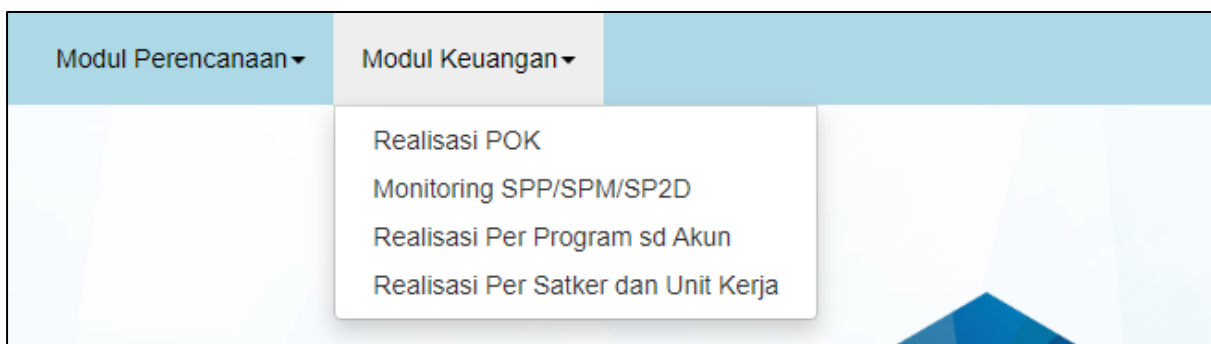 Modul Perencanaan Modul Keuangan
Realisasi POK
Monitoring SPP/SPM/SP2D
Realisasi Per Program sd Akun
Realisasi Per Satker dan Unit Kerja